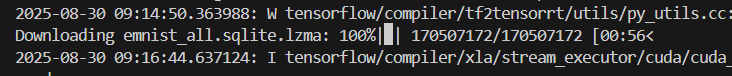 2025-08-30 09:14:50.363988: W tensorflow/compiler/tf2tensorrt/utils/py_utils.cc:
Downloading emnist_all.sqlite.lzma: 100%|█| 170507172/170507172 [00:56<
2025-08-30 09:16:44.637124: I tensorflow/compiler/xla/stream_executor/cuda/cuda_